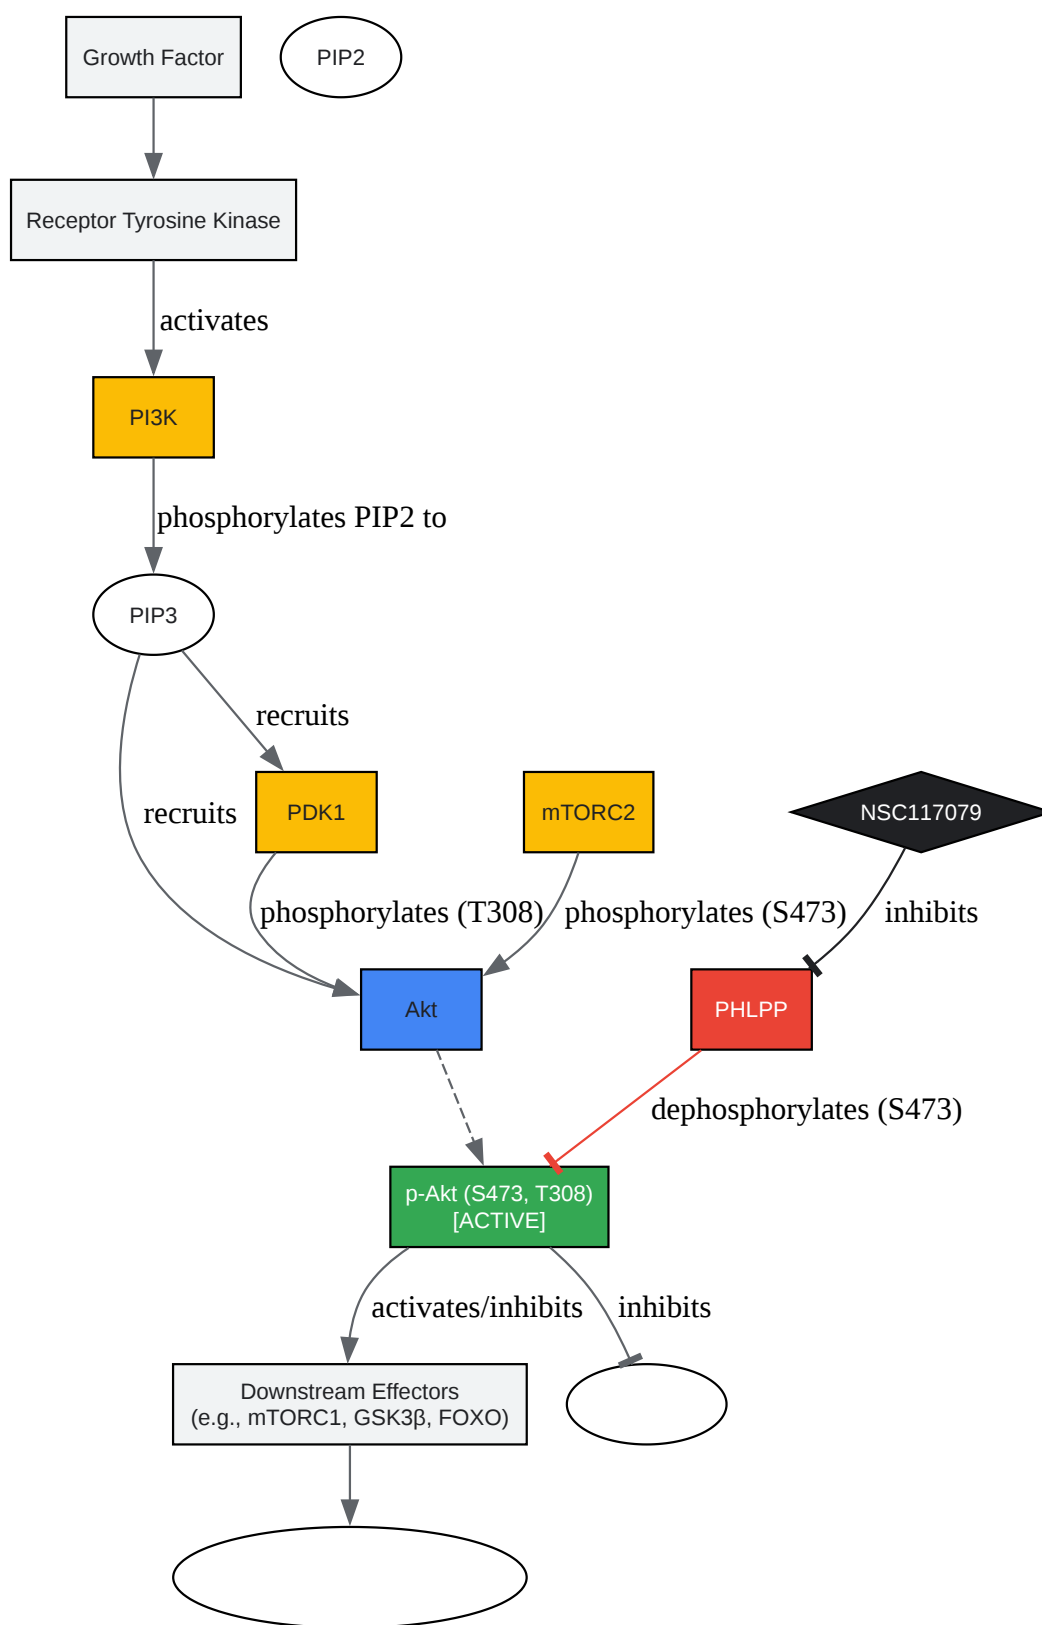 Growth Factor
PIP2
Receptor Tyrosine Kinase
activates
PI3K
phosphorylates PIP2 to
PIP3
recruits
recruits
PDK1
mTORC2
NSC117079
phosphorylates (T308)
phosphorylates (S473)
inhibits
Akt
PHLPP
dephosphorylates (S473)
p-Akt (S473, T308)
[ACTIVE]
activates/inhibits
inhibits
Downstream Effectors
(e.g., mTORC1, GSK3β, FOXO)